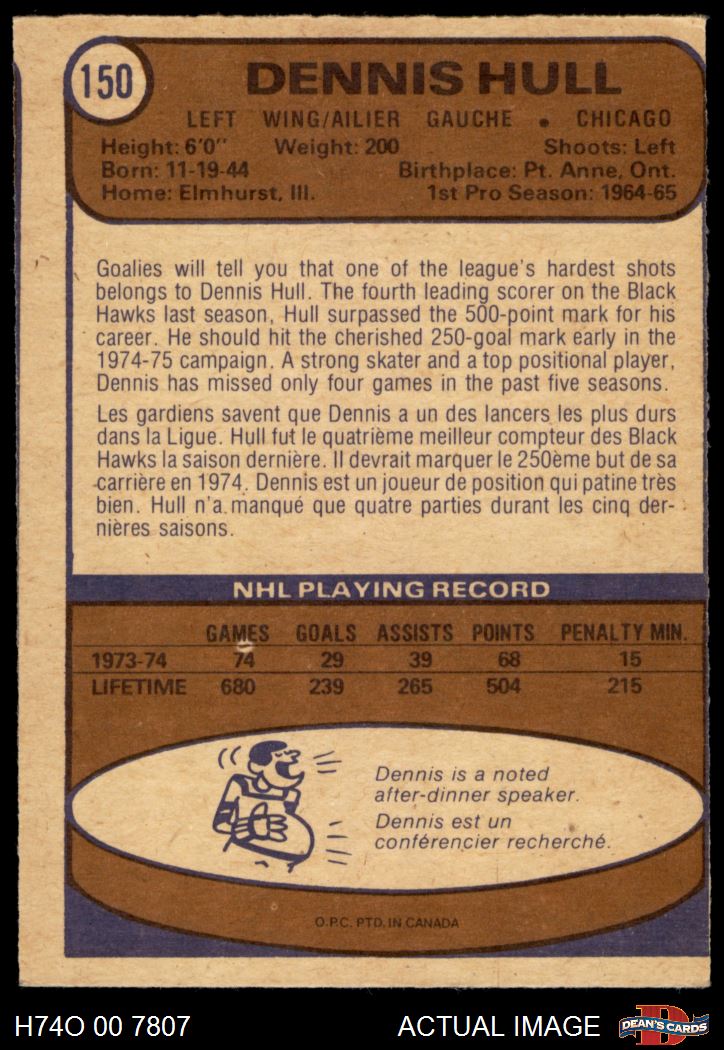 150
DENNIS HULL
LEFT WING/AILIER GAUCHE • CHICAGO
Height: 6'0" Weight: 200 Shoots: Left
Born: 11-19-44 Birthplace: Pt. Anne, Ont.
Home: Elmhurst, Ill. 1st Pro Season: 1964-65
Goalies will tell you that one of the league's hardest shots
belongs to Dennis Hull. The fourth leading scorer on the Black
Hawks last season, Hull surpassed the 500-point mark for his
career. He should hit the cherished 250-goal mark early in the
1974-75 campaign. A strong skater and a top positional player,
Dennis has missed only four games in the past five seasons.
Les gardiens savent que Dennis a un des lancers les plus durs
dans la Ligue. Hull fut le quatrième meilleur compteur des Black
Hawks la saison dernière. Il devrait marquer le 250ème but de sa
carrière en 1974. Dennis est un joueur de position qui patine très
bien. Hull n'a manqué que quatre parties durant les cinq der-
nières saisons.
NHL PLAYING RECORD
GAMES GOALS ASSISTS POINTS PENALTY MIN.
1973-74 74 29 39 68 15
LIFETIME 680 239 265 504 215
Dennis is a noted
after-dinner speaker.
Dennis est un
conférencier recherché.
O.P.C. PTD. IN CANADA
H74O 00 7807 ACTUAL IMAGE DEAN'S CARDS